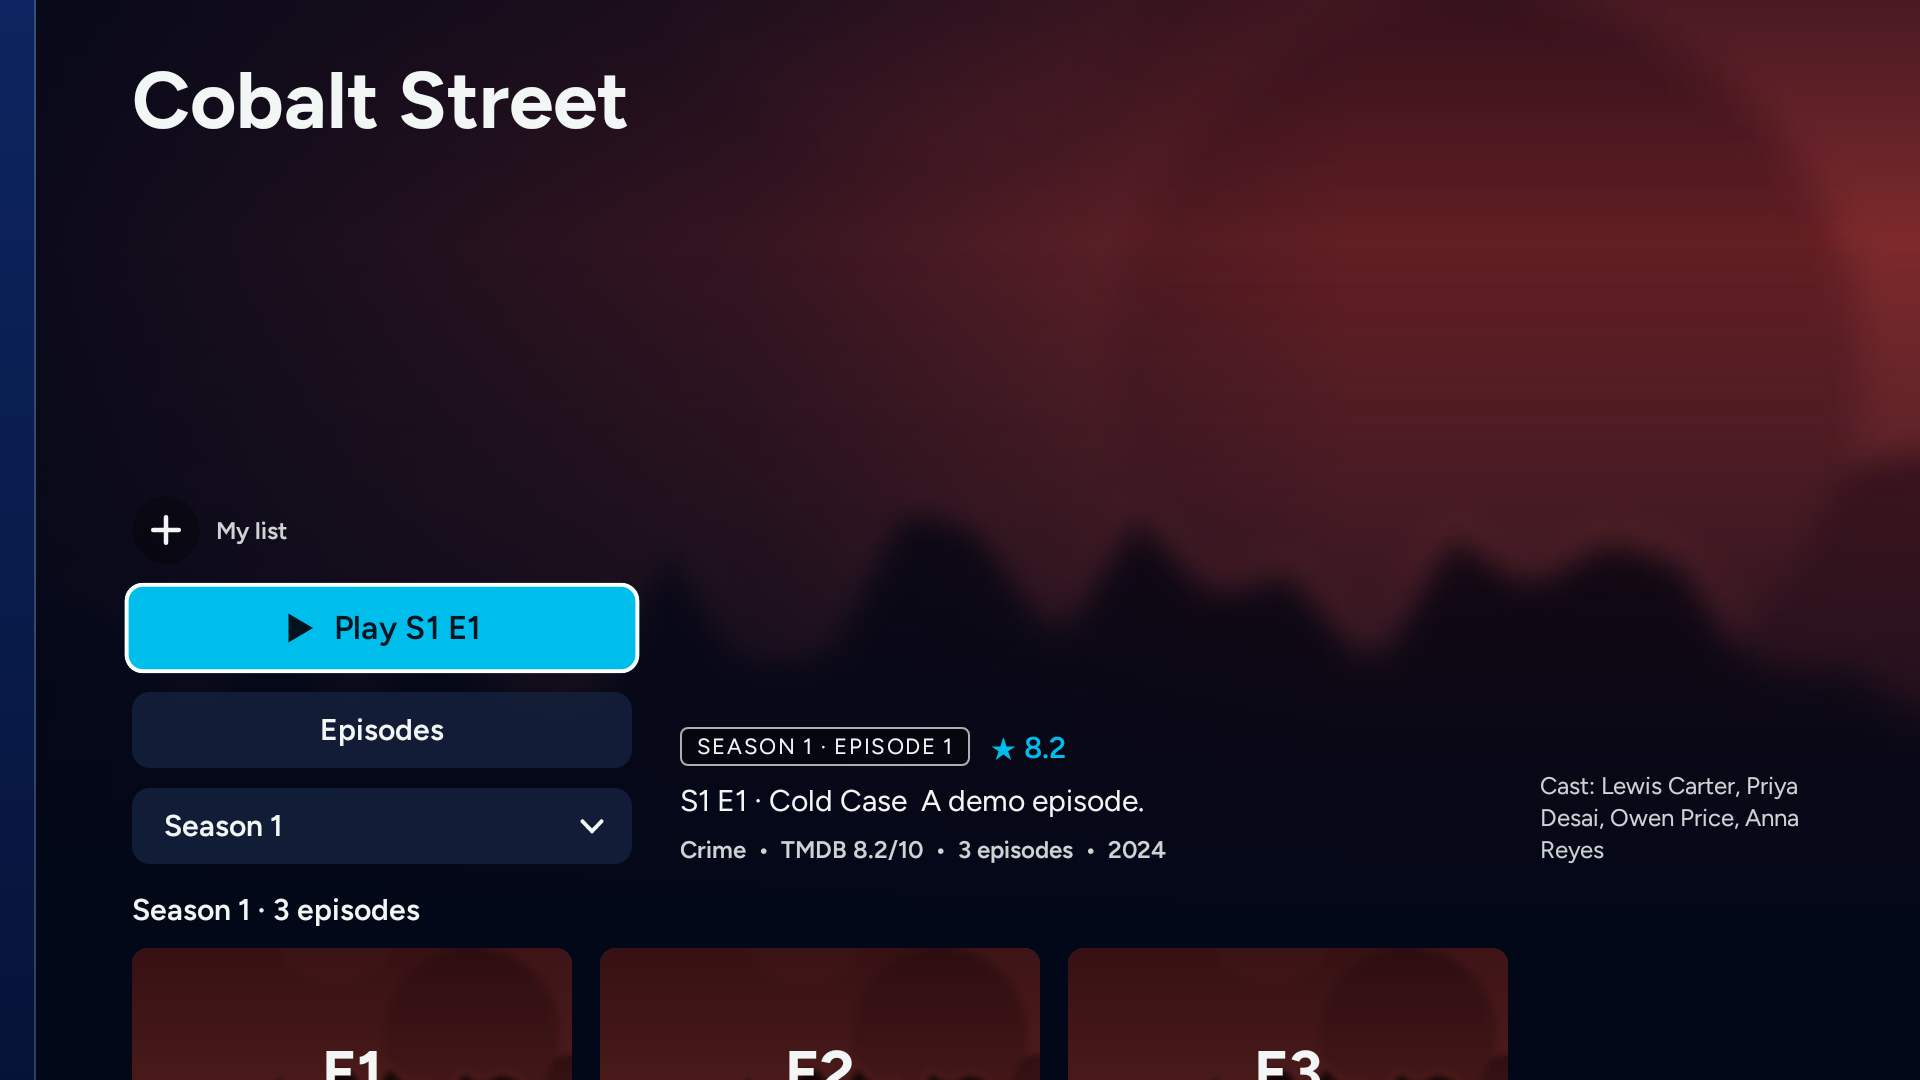 Cobalt Street
My list
Play S1 E1
Episodes
Season 1
SEASON 1 · EPISODE 1 ★ 8.2
S1 E1 · Cold Case A demo episode.
Crime • TMDB 8.2/10 • 3 episodes • 2024
Cast: Lewis Carter, Priya
Desai, Owen Price, Anna
Reyes
Season 1 · 3 episodes
E1
E2
E3